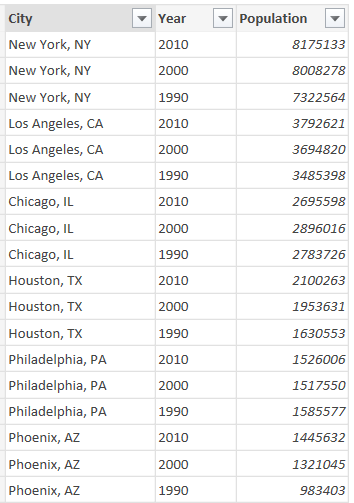 City Year Population
New York, NY 2010 8175133
New York, NY 2000 8008278
New York, NY 1990 7322564
Los Angeles, CA 2010 3792621
Los Angeles, CA 2000 3694820
Los Angeles, CA 1990 3485398
Chicago, IL 2010 2695598
Chicago, IL 2000 2896016
Chicago, IL 1990 2783726
Houston, TX 2010 2100263
Houston, TX 2000 1953631
Houston, TX 1990 1630553
Philadelphia, PA 2010 1526006
Philadelphia, PA 2000 1517550
Philadelphia, PA 1990 1585577
Phoenix, AZ 2010 1445632
Phoenix, AZ 2000 1321045
Phoenix, AZ 1990 983403